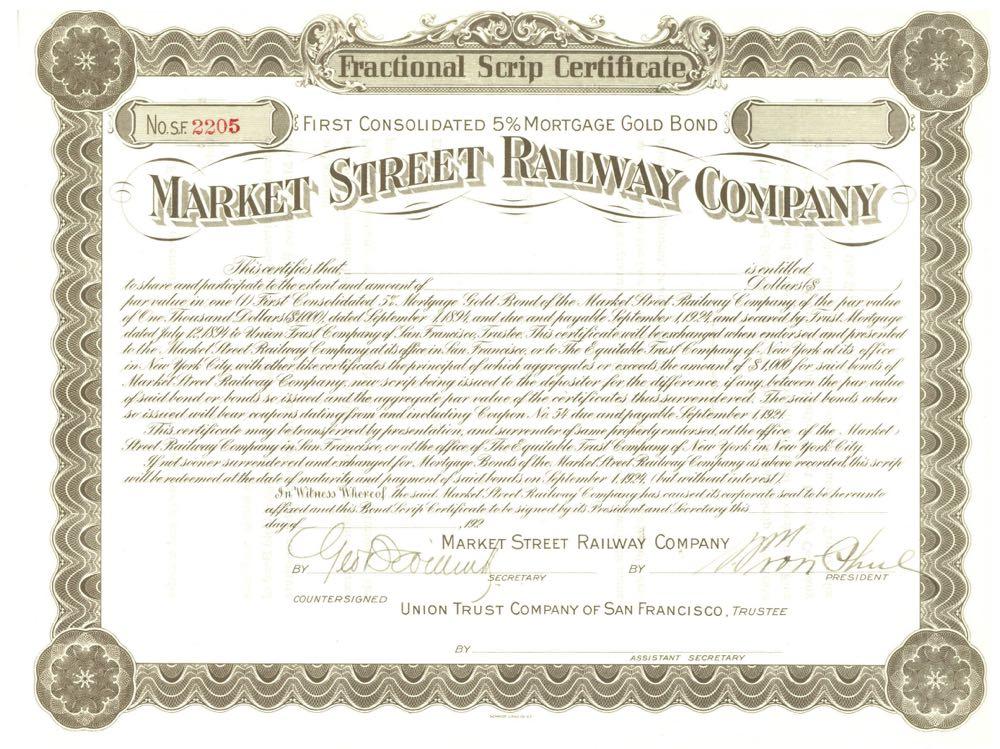 Fractional Scrip Certificate
No. S.F. 2205
FIRST CONSOLIDATED 5% MORTGAGE GOLD BOND
MARKET STREET RAILWAY COMPANY
This certifies that is entitled
to share and participate to the extent and amount of Dollars ($ )
par value in one (1) First Consolidated 5% Mortgage Gold Bond of the Market Street Railway Company, of the par value
of One Thousand Dollars ($1,000), dated September 1, 1894, and due and payable September 1, 1924, and secured by Trust Mortgage
dated July 12, 1894, to Union Trust Company of San Francisco, Trustee. This certificate will be exchanged when endorsed and presented
to the Market Street Railway Company at its office in San Francisco, or to The Equitable Trust Company of New York at its office
in New York City, with other like certificates the principal of which aggregates or exceeds the amount of $1,000 for said bonds of
Market Street Railway Company, new scrip being issued to the depositor for the difference, if any, between the par value
of said bond or bonds so issued and the aggregate par value of the certificates thus surrendered. The said bonds when
so issued will bear coupons dating from and including Coupon No. 54 due and payable September 1, 1921.
This certificate may be transferred by presentation, and surrender of same properly endorsed at the office of the Market
Street Railway Company in San Francisco, or at the office of The Equitable Trust Company of New York in New York City.
If not sooner surrendered and exchanged for Mortgage Bonds of the Market Street Railway Company as above recorded, this scrip
will be redeemed at the date of maturity and payment of said bonds on September 1, 1924, (but without interest).
In Witness Whereof the said Market Street Railway Company has caused its corporate seal to be hereunto
affixed and this Bond Scrip Certificate to be signed by its President and Secretary this
day of , 192
MARKET STREET RAILWAY COMPANY
BY SECRETARY BY PRESIDENT
COUNTERSIGNED
UNION TRUST COMPANY OF SAN FRANCISCO, TRUSTEE
BY
ASSISTANT SECRETARY